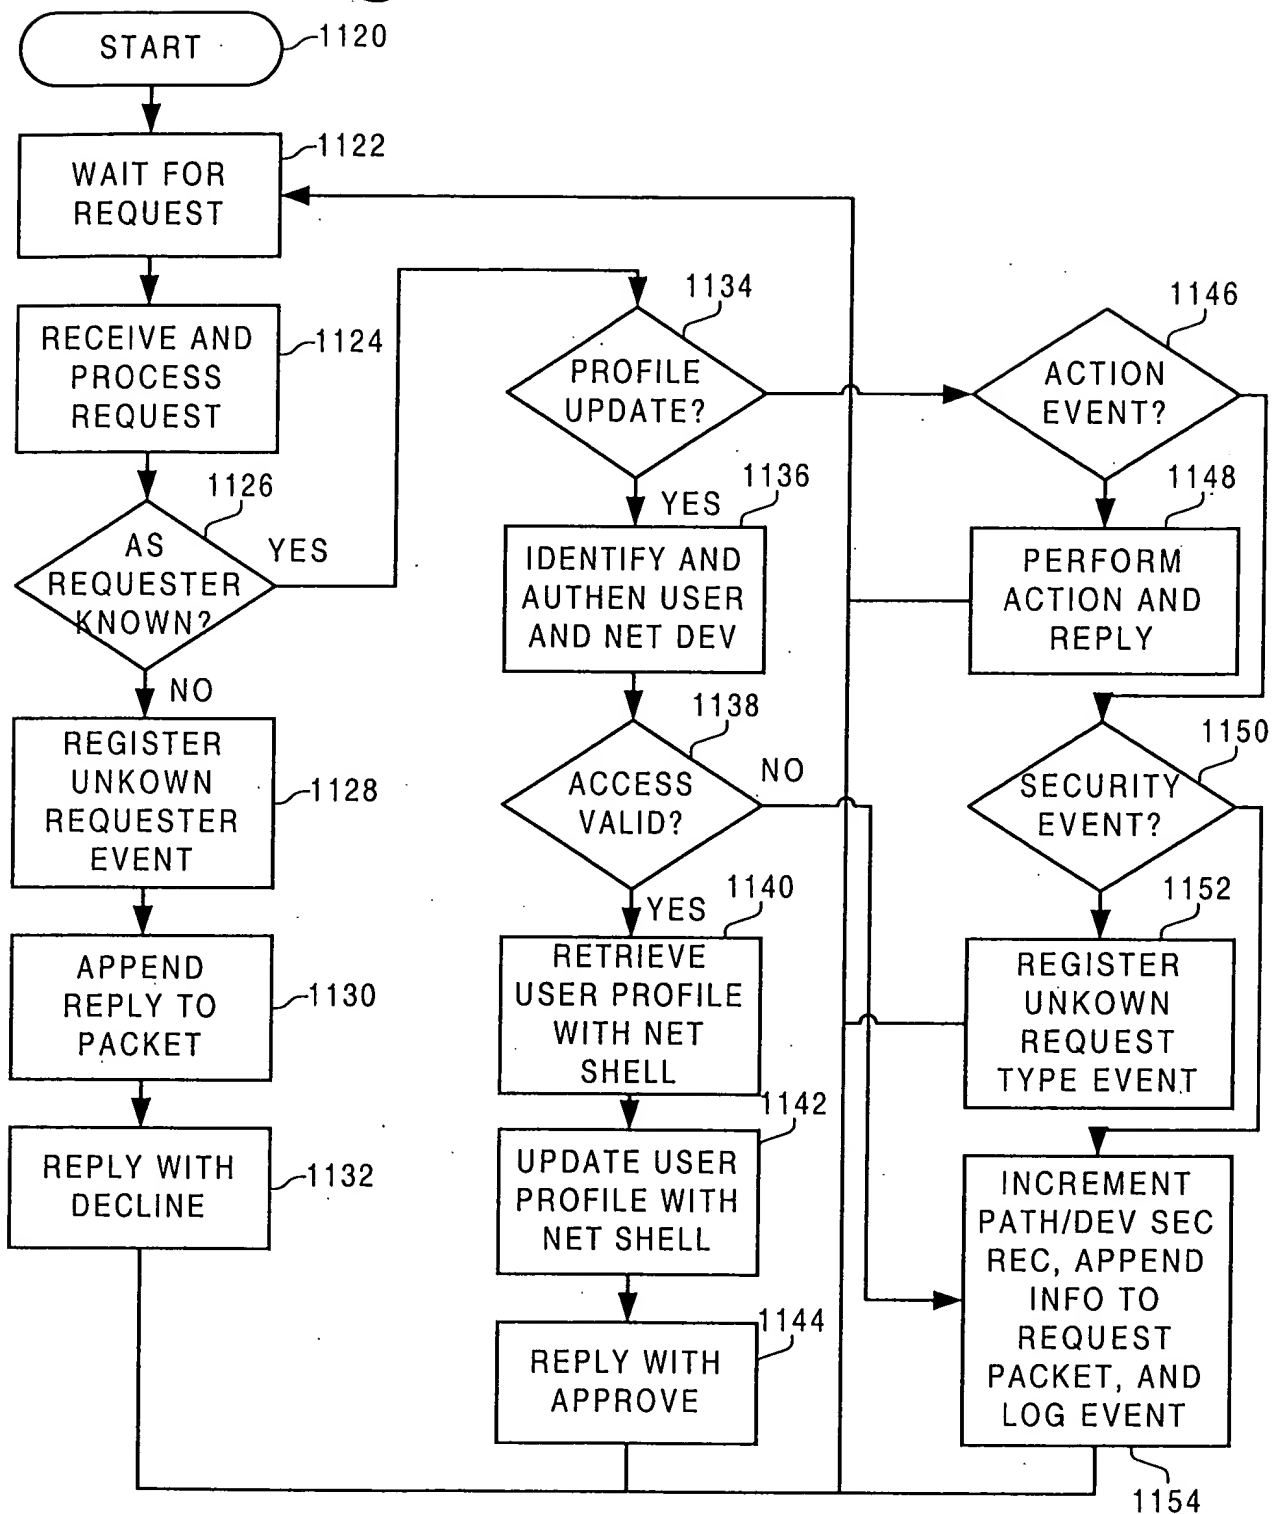 START
1120
WAIT FOR
REQUEST
1122
RECEIVE AND
PROCESS
REQUEST
1124
AS
REQUESTER
KNOWN?
1126
YES
NO
REGISTER
UNKOWN
REQUESTER
EVENT
1128
APPEND
REPLY TO
PACKET
1130
REPLY WITH
DECLINE
1132
PROFILE
UPDATE?
1134
YES
IDENTIFY AND
AUTHEN USER
AND NET DEV
1136
ACCESS
VALID?
1138
NO
YES
RETRIEVE
USER PROFILE
WITH NET
SHELL
1140
UPDATE USER
PROFILE WITH
NET SHELL
1142
REPLY WITH
APPROVE
1144
ACTION
EVENT?
1146
PERFORM
ACTION AND
REPLY
1148
SECURITY
EVENT?
1150
REGISTER
UNKOWN
REQUEST
TYPE EVENT
1152
INCREMENT
PATH/DEV SEC
REC, APPEND
INFO TO
REQUEST
PACKET, AND
LOG EVENT
1154